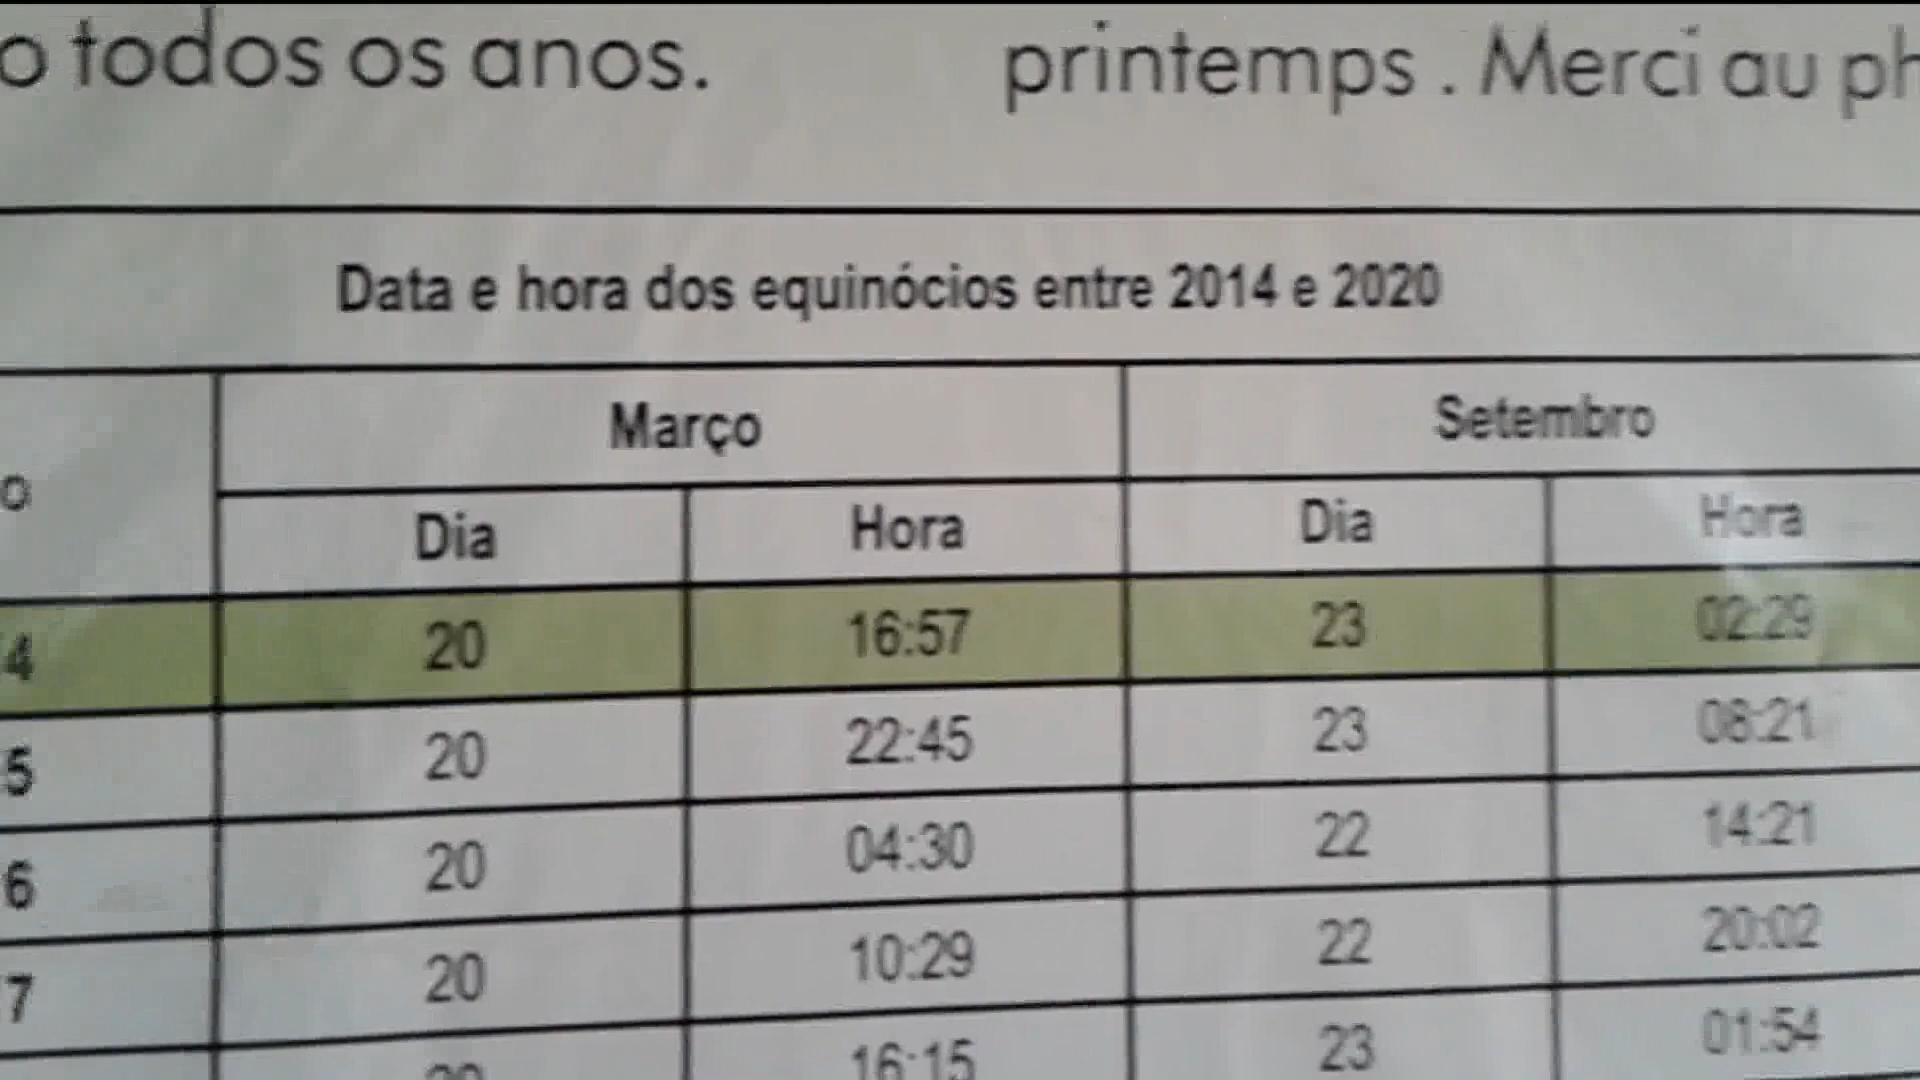 o todos os anos.
printemps . Merci au ph
Data e hora dos equinócios entre 2014 e 2020
o Março Setembro
Dia Hora Dia Hora
4 20 16:57 23 02:29
5 20 22:45 23 08:21
6 20 04:30 22 14:21
7 20 10:29 22 20:02
20 16:15 23 01:54